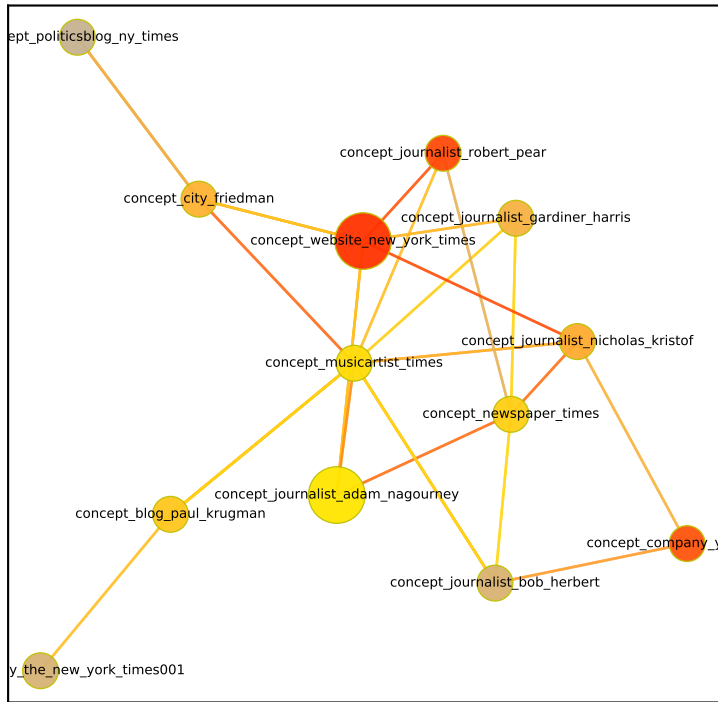 ept_politicsblog_ny_times
concept_journalist_robert_pear
concept_city_friedman
concept_journalist_gardiner_harris
concept_website_new_york_times
concept_journalist_nicholas_kristof
concept_musicartist_times
concept_newspaper_times
concept_journalist_adam_nagourney
concept_blog_paul_krugman
concept_company_y
concept_journalist_bob_herbert
y_the_new_york_times001